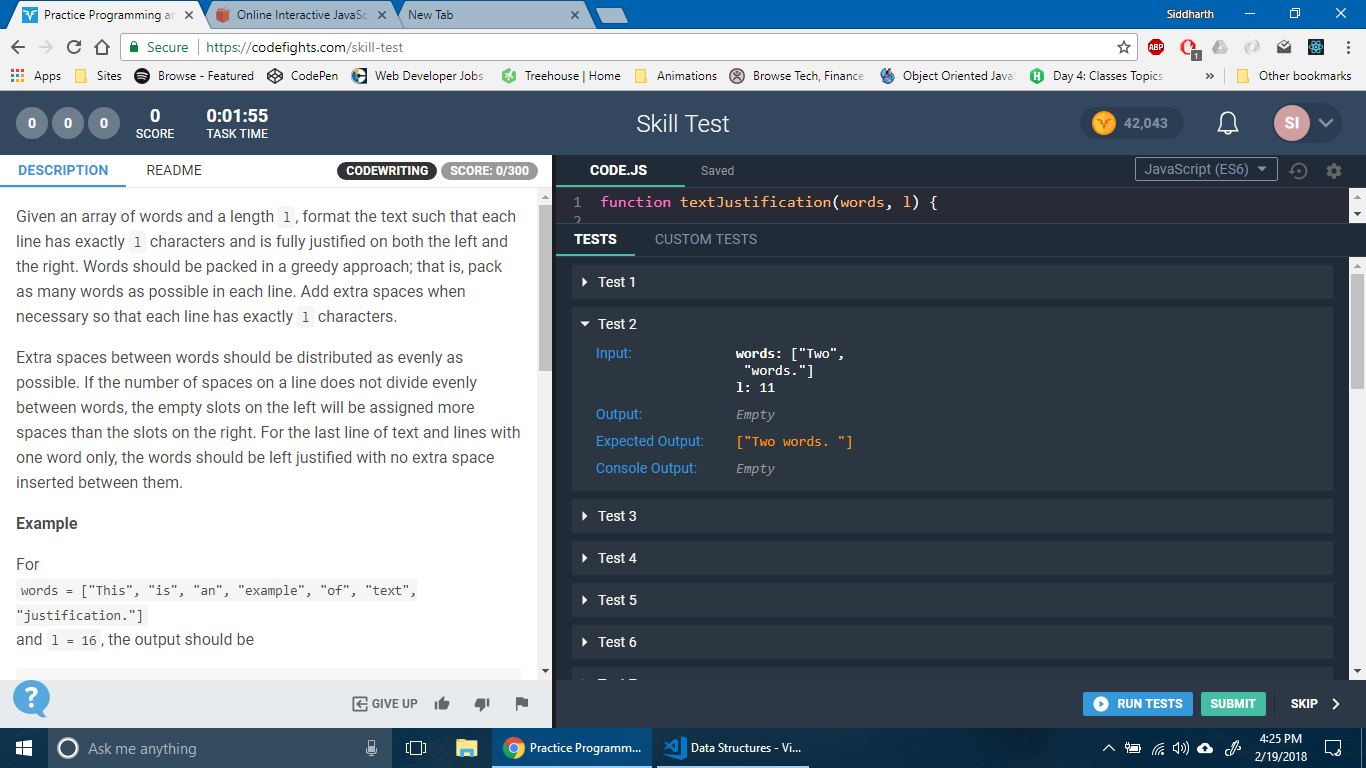 Practice Programming ar
Online Interactive JavaSc
New Tab
Siddharth
Secure
https://codefights.com/skill-test
ABP
1
Apps
Sites
Browse - Featured
CodePen
Web Developer Jobs
Treehouse | Home
Animations
Browse Tech, Finance
Object Oriented Java
Day 4: Classes Topics
»
Other bookmarks
0 0 0
0
SCORE
0:01:55
TASK TIME
Skill Test
42,043
SI
DESCRIPTION
README
CODEWRITING
SCORE: 0/300
Given an array of words and a length l, format the text such that each
line has exactly l characters and is fully justified on both the left and
the right. Words should be packed in a greedy approach; that is, pack
as many words as possible in each line. Add extra spaces when
necessary so that each line has exactly l characters.
Extra spaces between words should be distributed as evenly as
possible. If the number of spaces on a line does not divide evenly
between words, the empty slots on the left will be assigned more
spaces than the slots on the right. For the last line of text and lines with
one word only, the words should be left justified with no extra space
inserted between them.
Example
For
words = ["This", "is", "an", "example", "of", "text",
"justification."]
and l = 16, the output should be
?
GIVE UP
CODE.JS
Saved
JavaScript (ES6)
1 function textJustification(words, l) {
2
TESTS
CUSTOM TESTS
Test 1
Test 2
Input:
words: ["Two",
"words."]
l: 11
Output:
Empty
Expected Output:
["Two words. "]
Console Output:
Empty
Test 3
Test 4
Test 5
Test 6
RUN TESTS
SUBMIT
SKIP
Ask me anything
Practice Programm...
Data Structures - Vi...
4:25 PM
2/19/2018